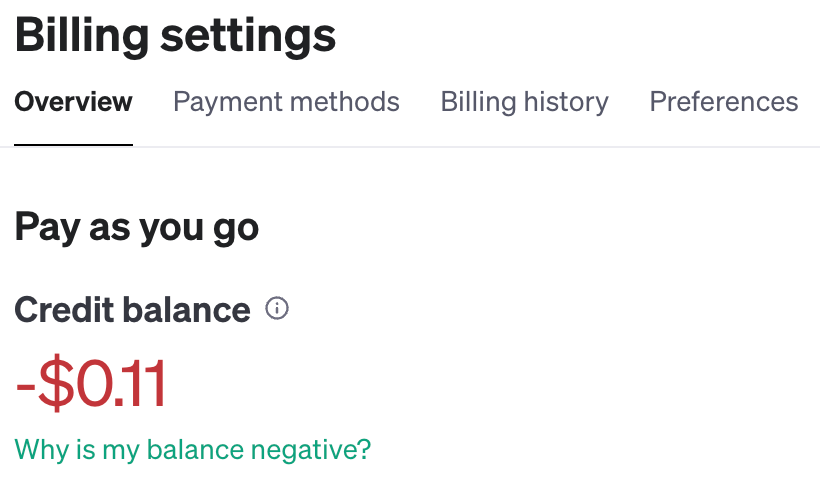 Billing settings
Overview Payment methods Billing history Preferences
Pay as you go
Credit balance
-$0.11
Why is my balance negative?